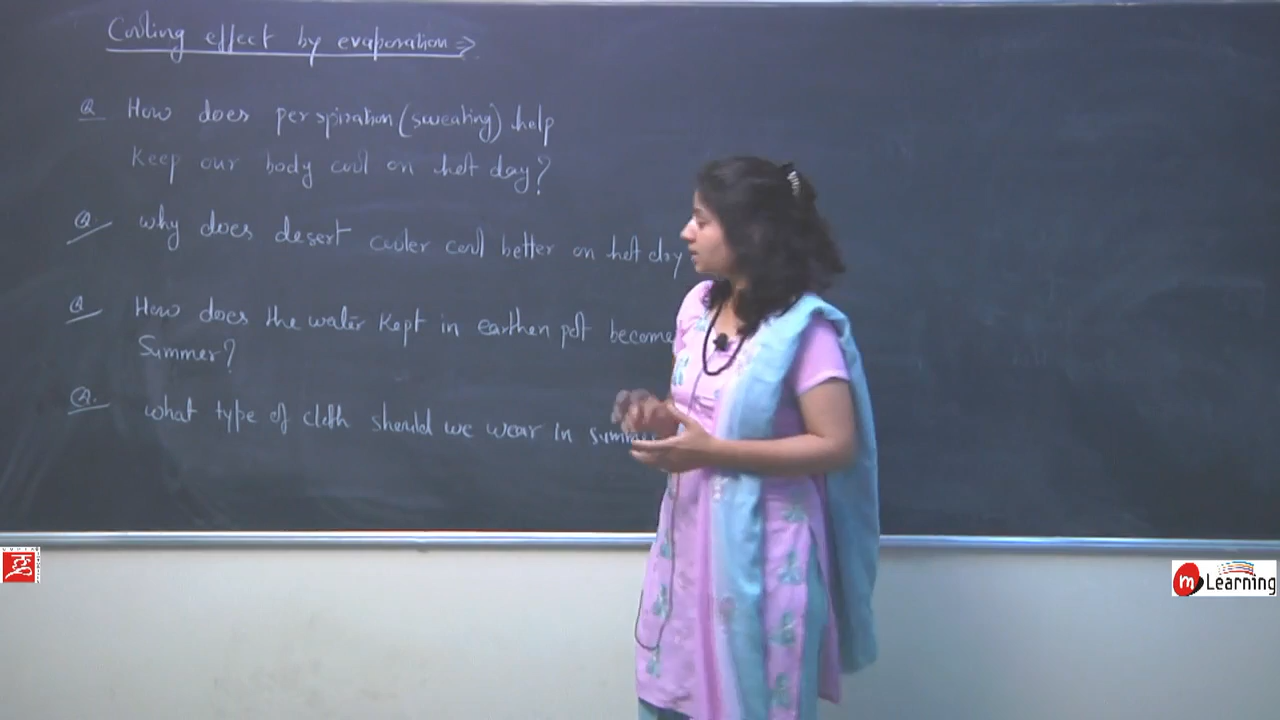 Cooling effect by evaporation ⇒
Q How does perspiration (sweating) help
keep our body cool on hot day?
Q. why does desert cooler cool better on hot day
Q How does the water kept in earthen pot become
Summer?
Q. what type of cloth should we wear in summer
m Learning